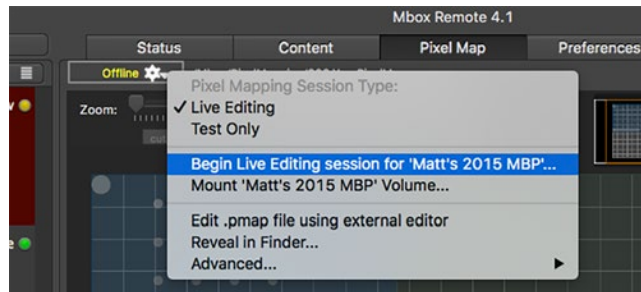 Mbox Remote 4.1
Status Content Pixel Map Preferences
Offline
Pixel Mapping Session Type:
Zoom: ✓ Live Editing
Test Only
cut
Begin Live Editing session for 'Matt's 2015 MBP'...
Mount 'Matt's 2015 MBP' Volume...
Edit .pmap file using external editor
Reveal in Finder...
Advanced...